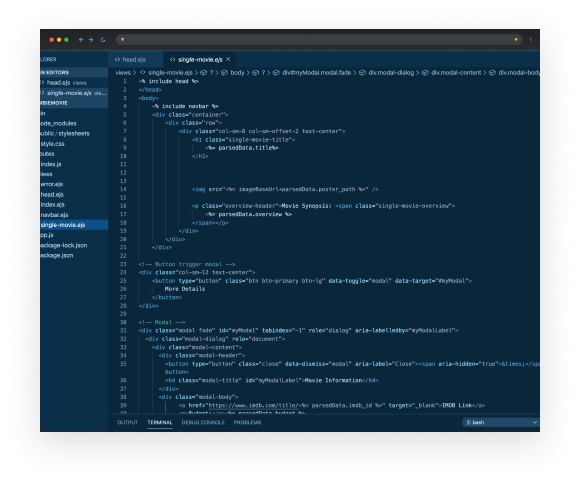 LORER
head.ejs
single-movie.ejs
N EDITORS
views > single-movie.ejs > ? > body > ? > div#myModal.modal.fade > div.modal-dialog > div.modal-content > div.modal-body
head.ejs views
single-movie.ejs vie...
MBIEMOVIE
in
ode_modules
ublic / stylesheets
style.css
outes
index.js
iews
error.ejs
head.ejs
index.ejs
navbar.ejs
single-movie.ejs
pp.js
ackage-lock.json
ackage.json
1 <% include head %>
2 </head>
3 <body>
4 <% include navbar %>
5 <div class="container">
6 <div class="row">
7 <div class="col-sm-8 col-sm-offset-2 text-center">
8 <h1 class="single-movie-title">
9 <%= parsedData.title%>
10 </h1>
11
12
13
14 <img src="<%= imageBaseUrl+parsedData.poster_path %>" />
15
16 <p class="overview-header">Movie Synopsis: <span class="single-movie-overview">
17 <%= parsedData.overview %>
18 </span></p>
19 </div>
20 </div>
21 </div>
22
23 <!-- Button trigger modal -->
24 <div class="col-sm-12 text-center">
25 <button type="button" class="btn btn-primary btn-lg" data-toggle="modal" data-target="#myModal">
26 More Details
27 </button>
28 </div>
29
30 <!-- Modal -->
31 <div class="modal fade" id="myModal" tabindex="-1" role="dialog" aria-labelledby="myModalLabel">
32 <div class="modal-dialog" role="document">
33 <div class="modal-content">
34 <div class="modal-header">
35 <button type="button" class="close" data-dismiss="modal" aria-label="Close"><span aria-hidden="true">&times;</sp
button>
36 <h4 class="modal-title" id="myModalLabel">Movie Information</h4>
37 </div>
38 <div class="modal-body">
39 <a href="https://www.imdb.com/title/<%= parsedData.imdb_id %>" target="_blank">IMDB Link</a>
OUTPUT TERMINAL DEBUG CONSOLE PROBLEMS
2: bash